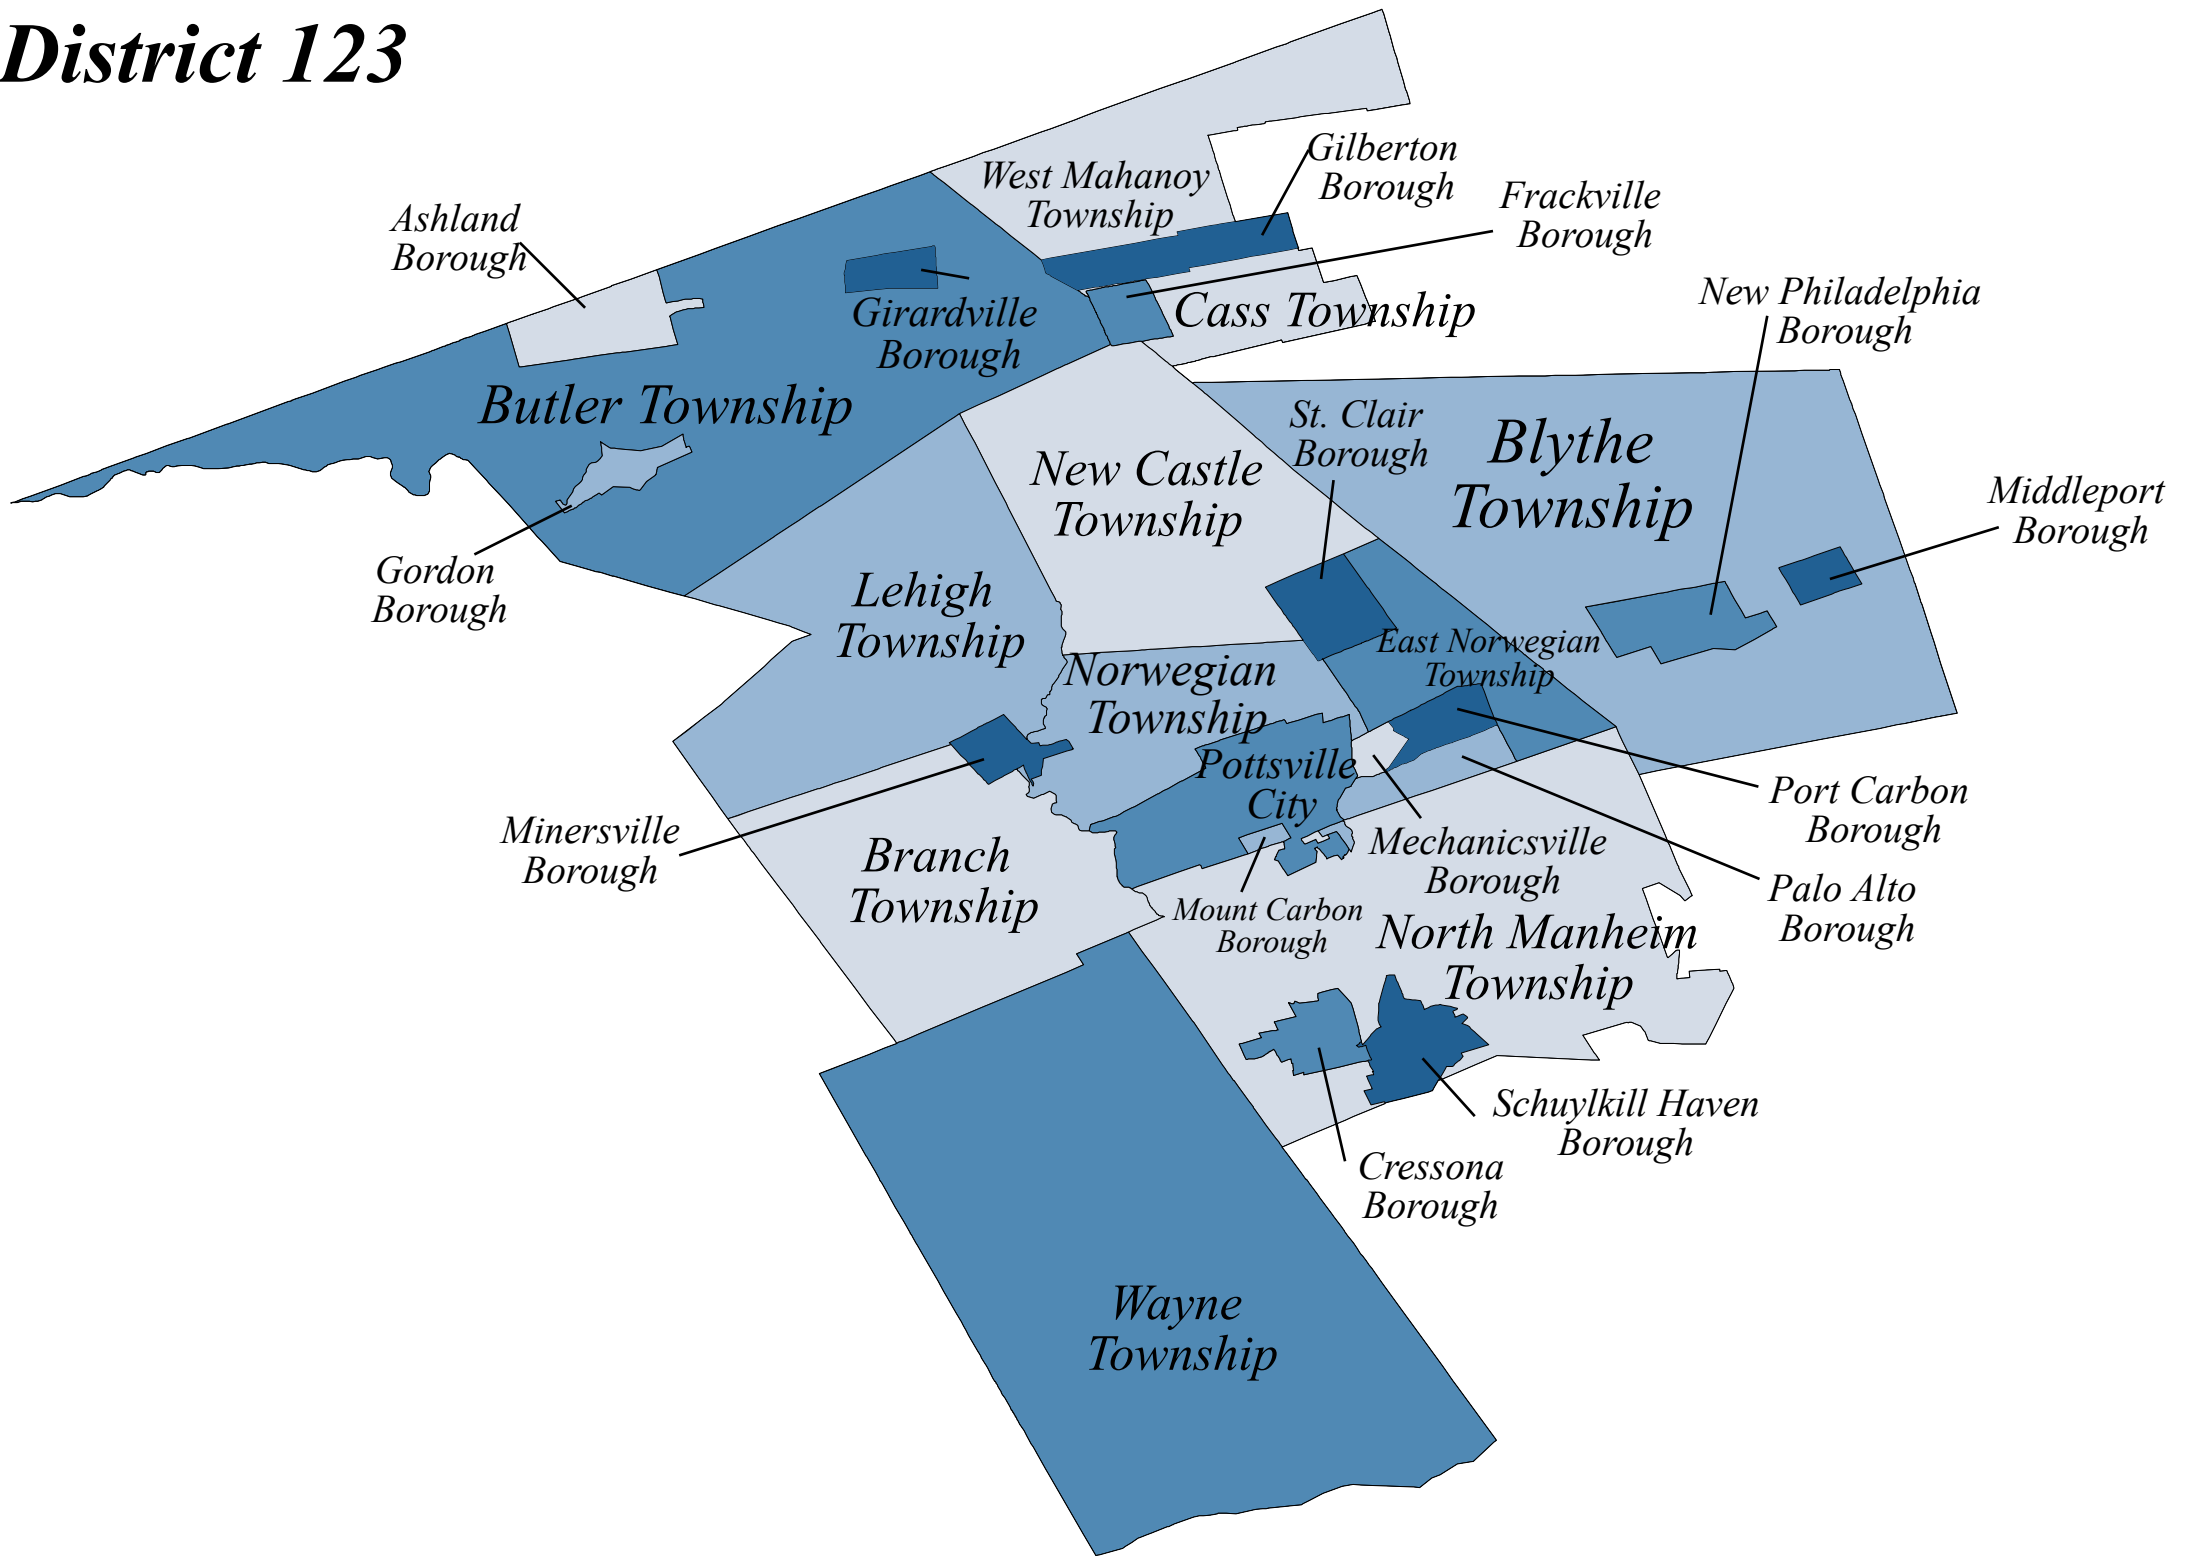 District 123
Gilberton
Borough
West Mahanoy
Township
Frackville
Borough
Ashland
Borough
Girardville
Borough
Cass Township
New Philadelphia
Borough
Butler Township
St. Clair
Borough
Blythe
Township
New Castle
Township
Middleport
Borough
Gordon
Borough
Lehigh
Township
East Norwegian
Township
Norwegian
Township
Pottsville
City
Port Carbon
Borough
Minersville
Borough
Branch
Township
Mechanicsville
Borough
Palo Alto
Borough
Mount Carbon
Borough
North Manheim
Township
Schuylkill Haven
Borough
Cressona
Borough
Wayne
Township